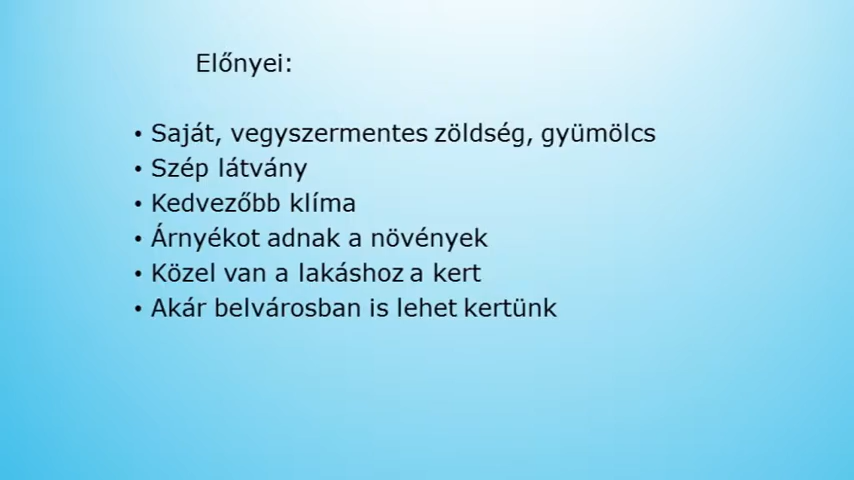 Előnyei:
• Saját, vegyszermentes zöldség, gyümölcs
• Szép látvány
• Kedvezőbb klíma
• Árnyékot adnak a növények
• Közel van a lakáshoz a kert
• Akár belvárosban is lehet kertünk